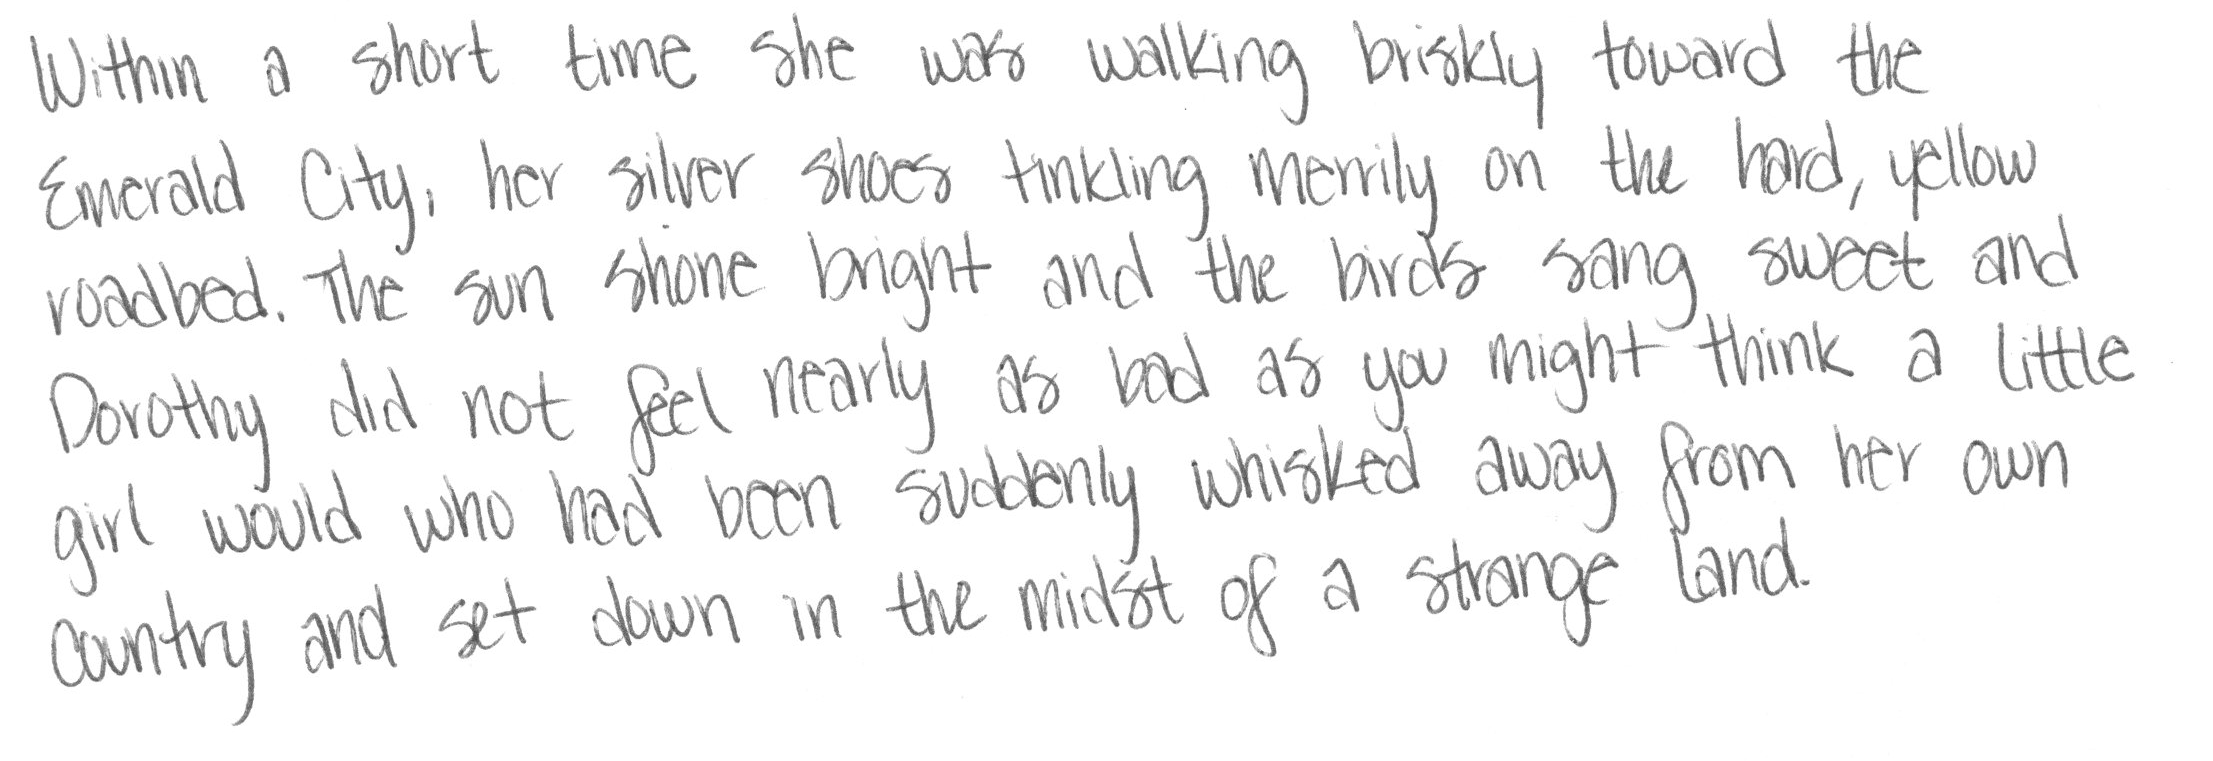 Within a short time she was walking briskly toward the
Emerald City, her silver shoes tinkling merrily on the hard, yellow
roadbed. The sun shone bright and the birds sang sweet and
Dorothy did not feel nearly as bad as you might think a little
girl would who had been suddenly whisked away from her own
country and set down in the midst of a strange land.